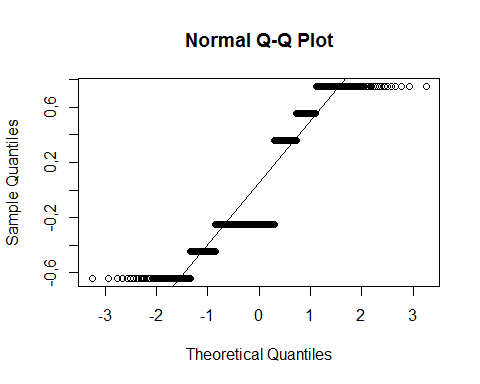 Normal Q-Q Plot
Sample Quantiles
0,6
0,2
-0,2
-0,6
-3 -2 -1 0 1 2 3
Theoretical Quantiles